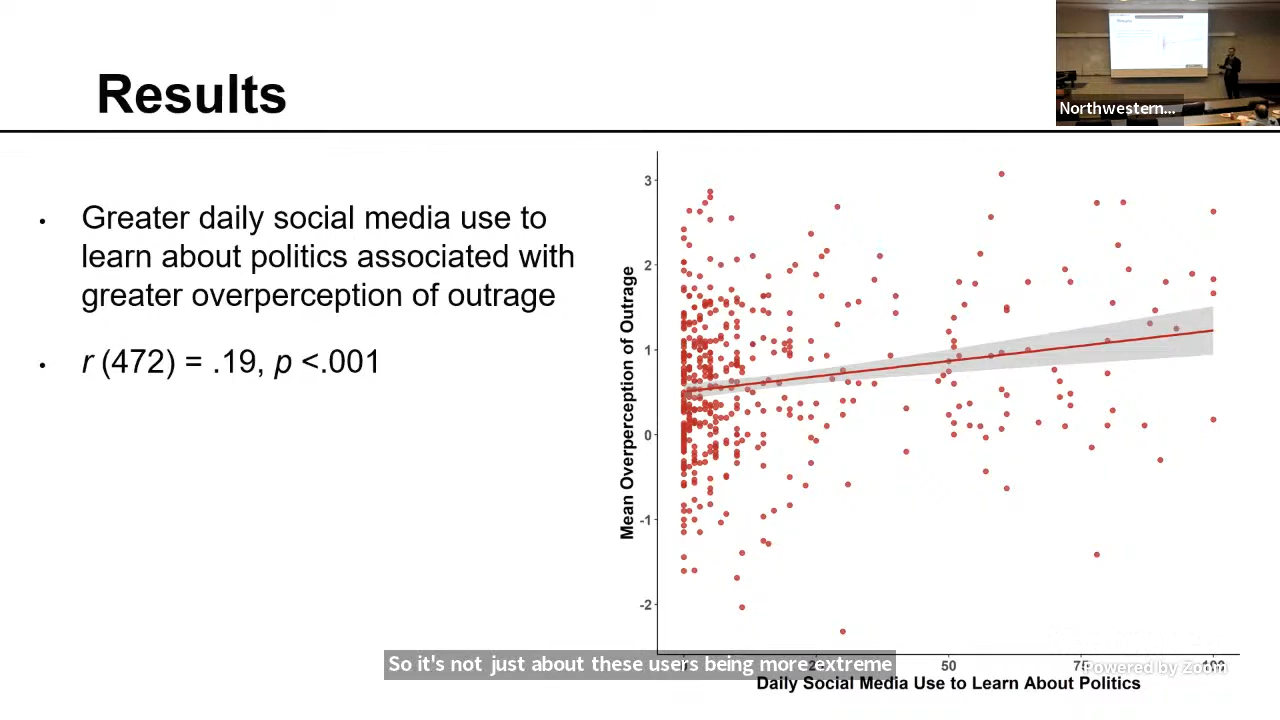 Results
Northwestern...
• Greater daily social media use to
learn about politics associated with
greater overperception of outrage
• r (472) = .19, p <.001
Mean Overperception of Outrage
3
2
1
0
-1
-2
50
100
Daily Social Media Use to Learn About Politics
So it's not just about these users being more extreme
Powered by Zoom